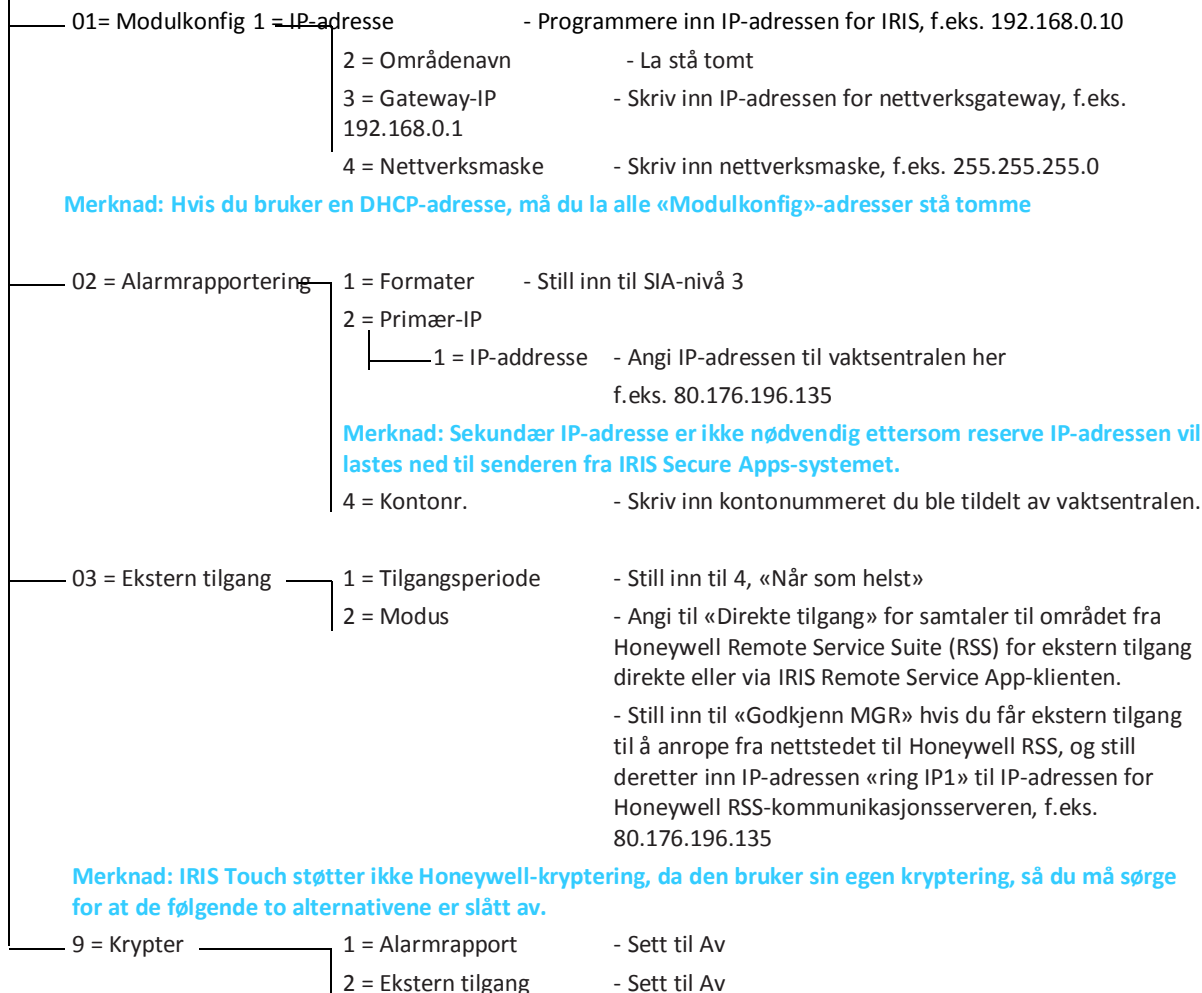 01= Modulkonfig 1 = IP-adresse - Programmere inn IP-adressen for IRIS, f.eks. 192.168.0.10
2 = Områdenavn - La stå tomt
3 = Gateway-IP - Skriv inn IP-adressen for nettverksgateway, f.eks.
192.168.0.1
4 = Nettverksmaske - Skriv inn nettverksmaske, f.eks. 255.255.255.0
Merknad: Hvis du bruker en DHCP-adresse, må du la alle «Modulkonfig»-adresser stå tomme
02 = Alarmrapportering 1 = Formater - Still inn til SIA-nivå 3
2 = Primær-IP
1 = IP-addresse - Angi IP-adressen til vaktsentralen her
f.eks. 80.176.196.135
Merknad: Sekundær IP-adresse er ikke nødvendig ettersom reserve IP-adressen vil
lastes ned til senderen fra IRIS Secure Apps-systemet.
4 = Kontonr. - Skriv inn kontonummeret du ble tildelt av vaktsentralen.
03 = Ekstern tilgang 1 = Tilgangsperiode - Still inn til 4, «Når som helst»
2 = Modus - Angi til «Direkte tilgang» for samtaler til området fra
Honeywell Remote Service Suite (RSS) for ekstern tilgang
direkte eller via IRIS Remote Service App-klienten.
- Still inn til «Godkjenn MGR» hvis du får ekstern tilgang
til å anrope fra nettstedet til Honeywell RSS, og still
deretter inn IP-adressen «ring IP1» til IP-adressen for
Honeywell RSS-kommunikasjonsserveren, f.eks.
80.176.196.135
Merknad: IRIS Touch støtter ikke Honeywell-kryptering, da den bruker sin egen kryptering, så du må sørge
for at de følgende to alternativene er slått av.
9 = Krypter 1 = Alarmrapport - Sett til Av
2 = Ekstern tilgang - Sett til Av